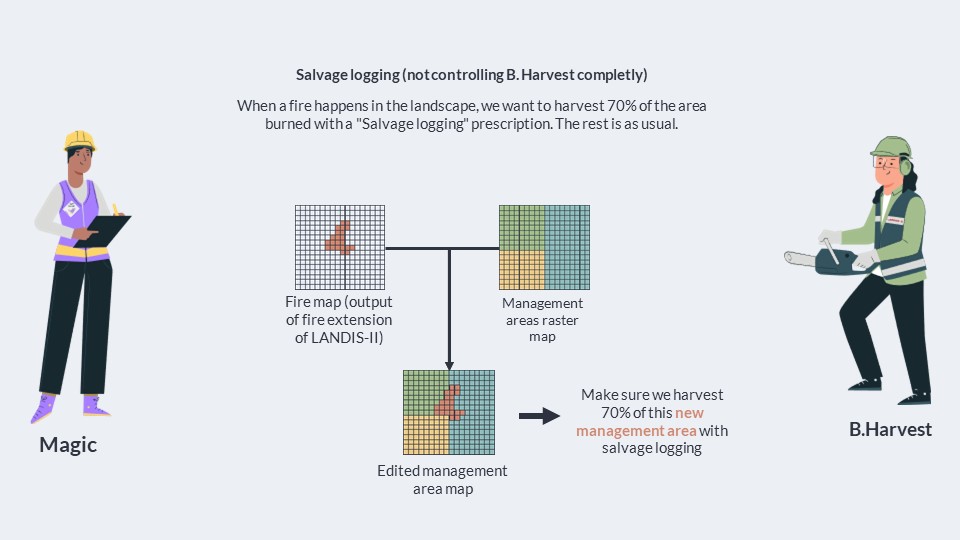 Salvage logging (not controlling B. Harvest completly)
When a fire happens in the landscape, we want to harvest 70% of the area
burned with a "Salvage logging" prescription. The rest is as usual.
Fire map (output
of fire extension
of LANDIS-II)
Management
areas raster
map
Make sure we harvest
70% of this new
management area with
salvage logging
Magic
B.Harvest
Edited management
area map